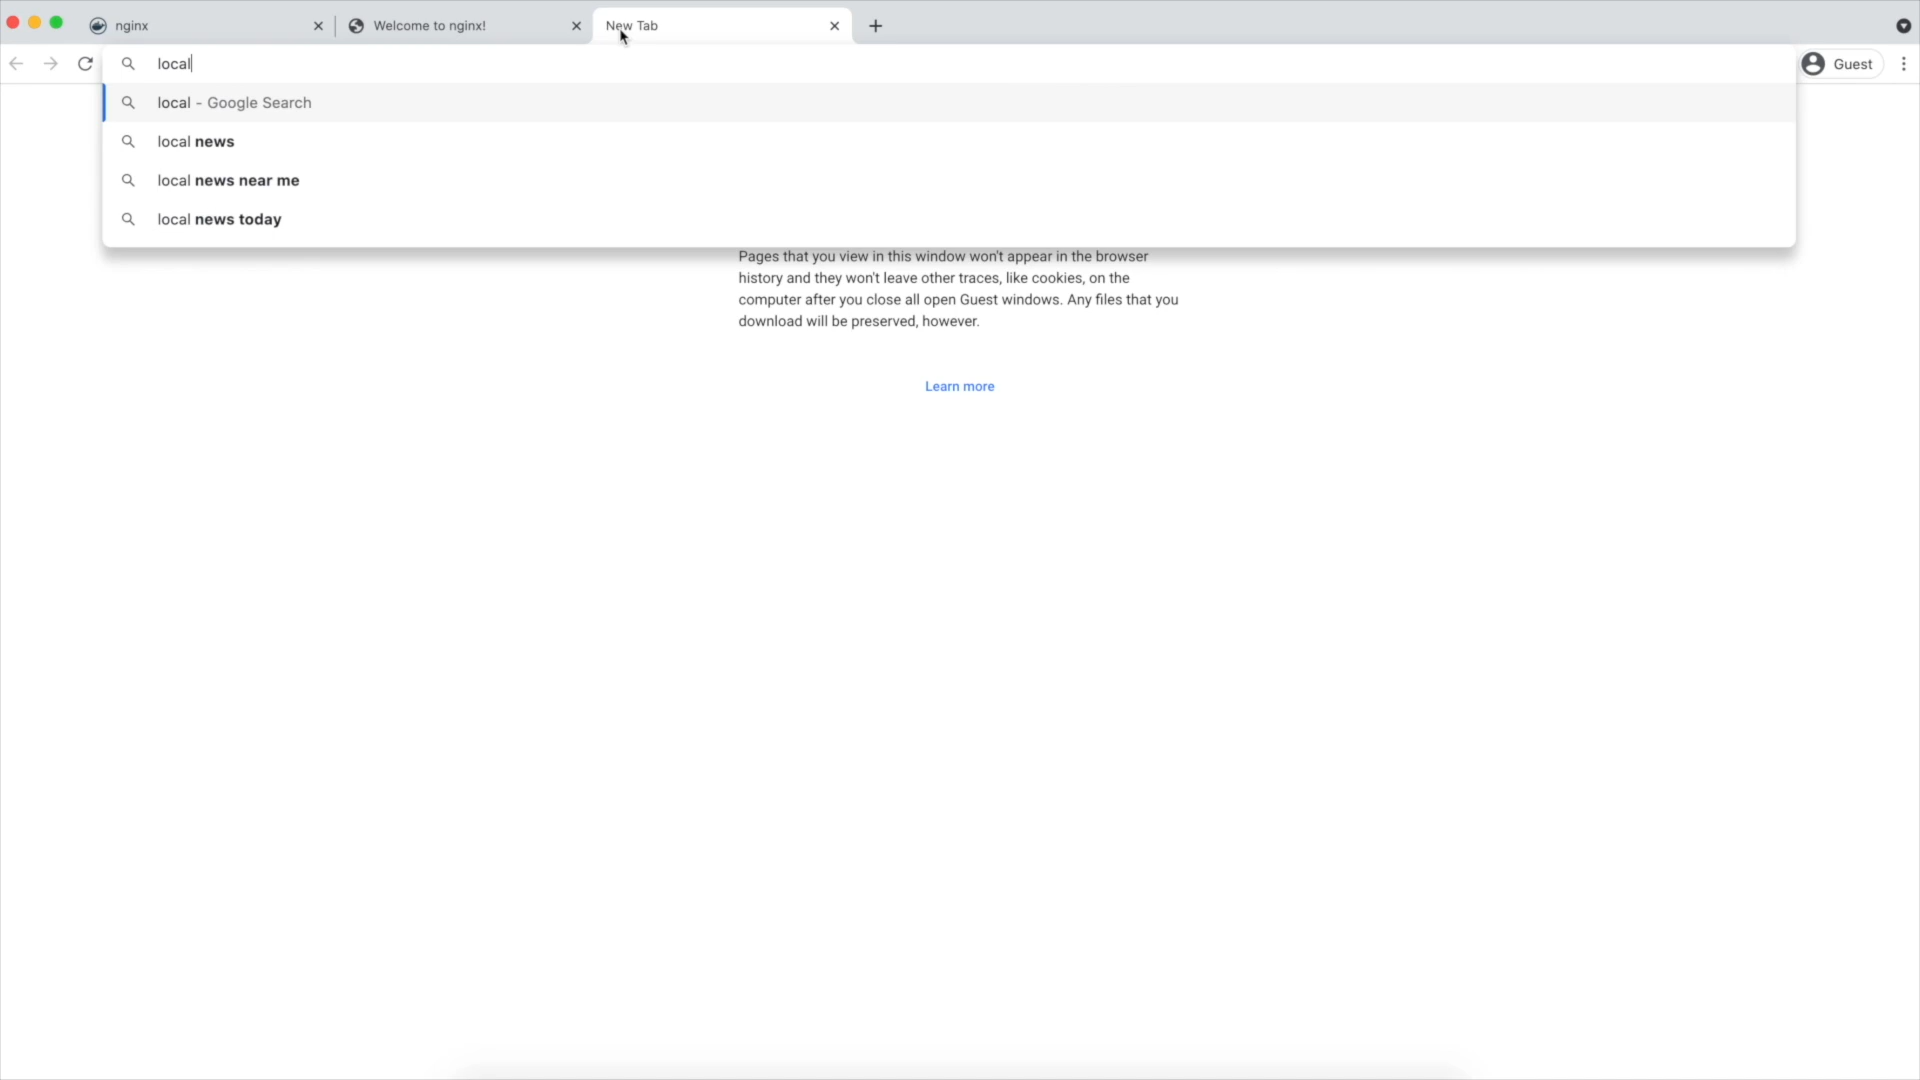 nginx
Welcome to nginx!
New Tab
local
Guest
local - Google Search
local news
local news near me
local news today
Pages that you view in this window won't appear in the browser
history and they won't leave other traces, like cookies, on the
computer after you close all open Guest windows. Any files that you
download will be preserved, however.
Learn more